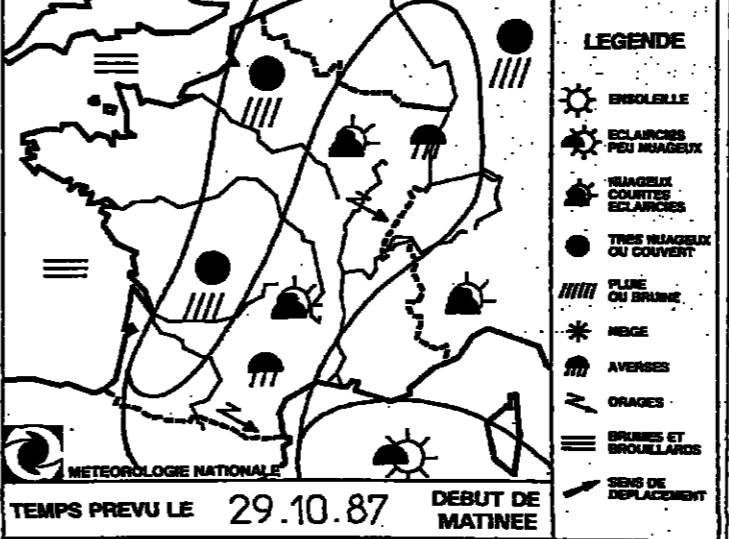 LEGENDE
ENSOLEILLE
ECLAIRCIES
PEU NUAGEUX
NUAGEUX
COURTES
ECLAIRCIES
TRES NUAGEUX
OU COUVERT
PLUIE
OU BRUINE
NEIGE
AVERSES
ORAGES
BRUMES ET
BROUILLARDS
SENS DE
DEPLACEMENT
METEOROLOGIE NATIONALE
TEMPS PREVU LE 29.10.87 DEBUT DE
MATINEE